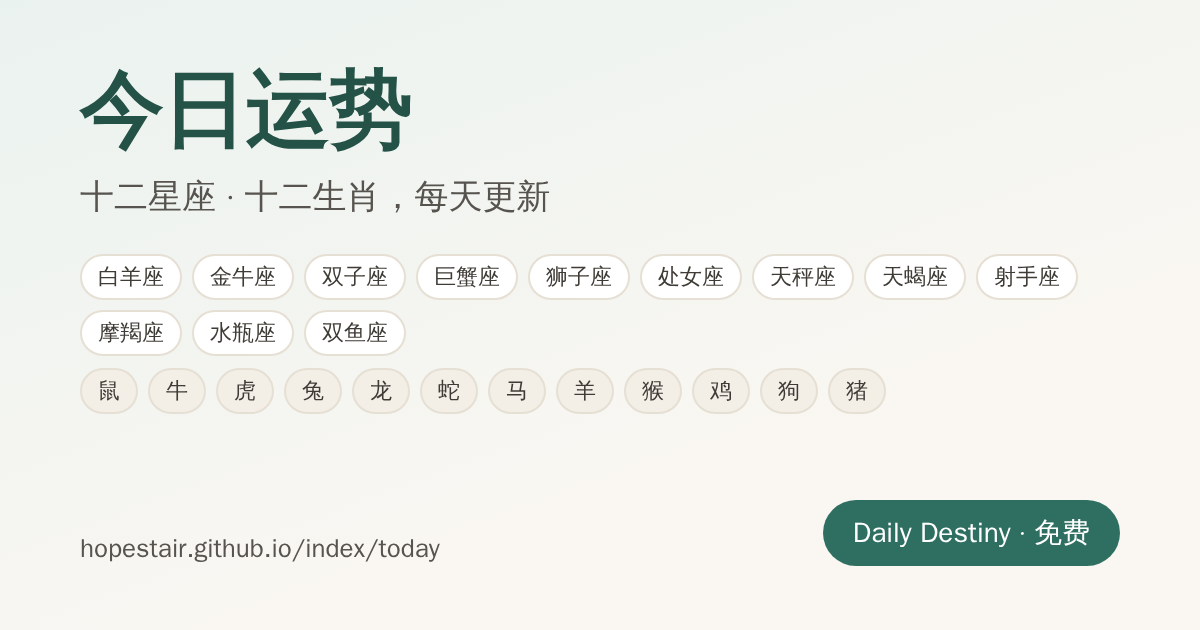 今日运势
十二星座 · 十二生肖，每天更新
白羊座 金牛座 双子座 巨蟹座 狮子座 处女座 天秤座 天蝎座 射手座
摩羯座 水瓶座 双鱼座
鼠 牛 虎 兔 龙 蛇 马 羊 猴 鸡 狗 猪
hopestair.github.io/index/today
Daily Destiny · 免费